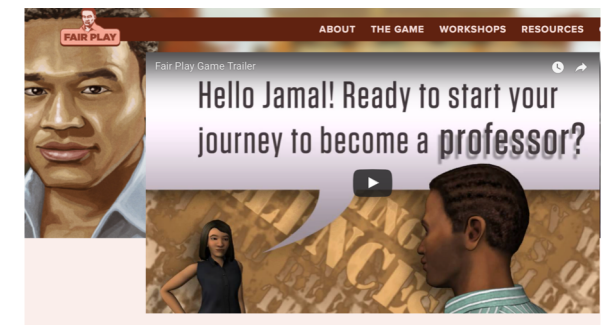 FAIR PLAY
ABOUT THE GAME WORKSHOPS RESOURCES
Fair Play Game Trailer
Hello Jamal! Ready to start your
journey to become a professor?